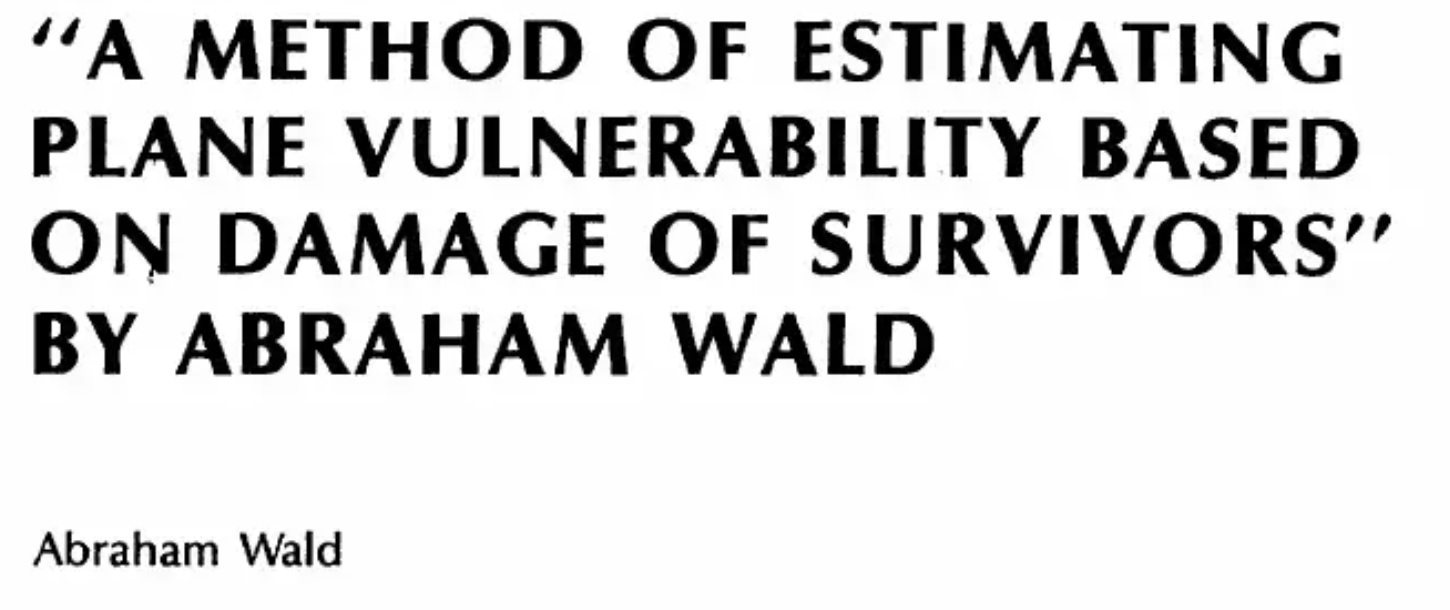 “A METHOD OF ESTIMATING
PLANE VULNERABILITY BASED
ON DAMAGE OF SURVIVORS”
BY ABRAHAM WALD
Abraham Wald